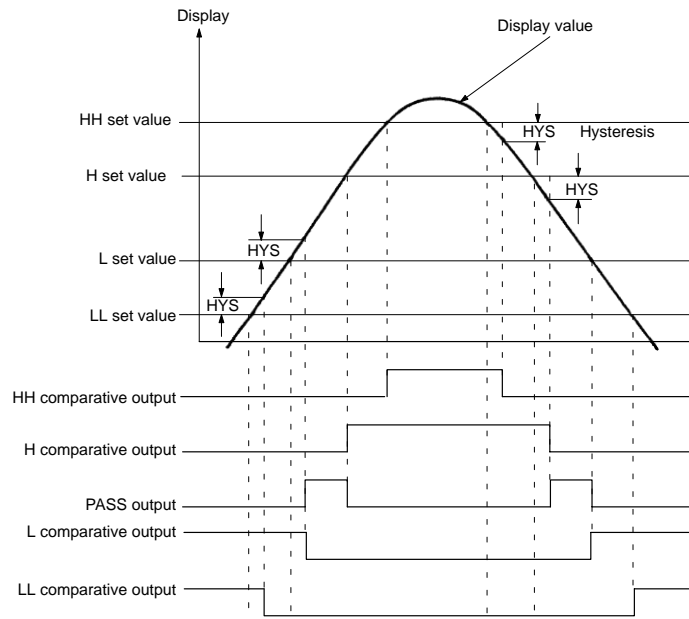 Display
Display value
HH set value
HYS
Hysteresis
H set value
HYS
HYS
L set value
HYS
LL set value
HH comparative output
H comparative output
PASS output
L comparative output
LL comparative output